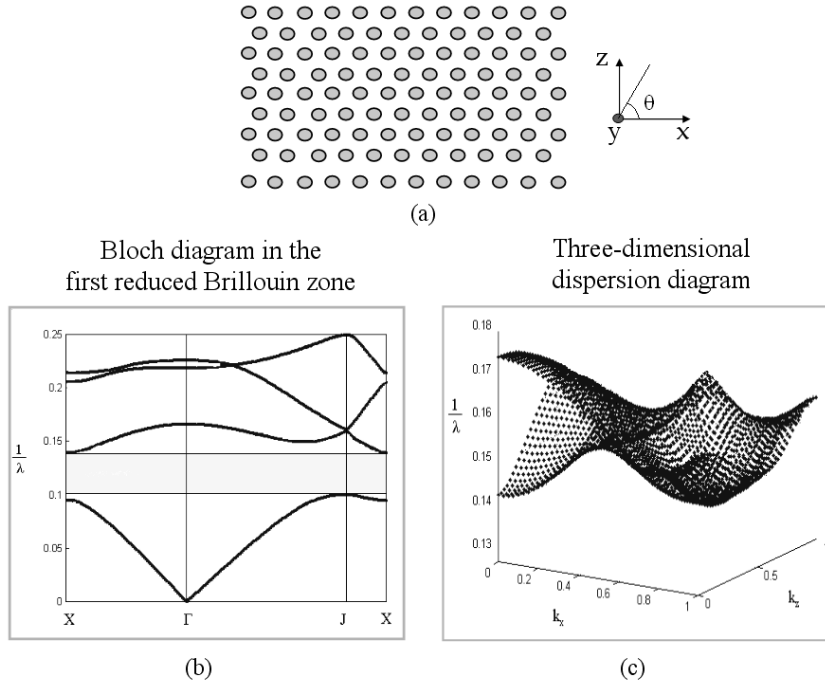 z
θ
y
x
(a)
Bloch diagram in the
first reduced Brillouin zone
Three-dimensional
dispersion diagram
0.25
0.2
0.15
1
λ
0.1
0.05
0
X
Γ
J
X
0.18
0.17
1
λ
0.16
0.15
0.14
0.13
0
0.2
0.4
0.6
0.8
1
0
0.5
kx
kz
(b)
(c)